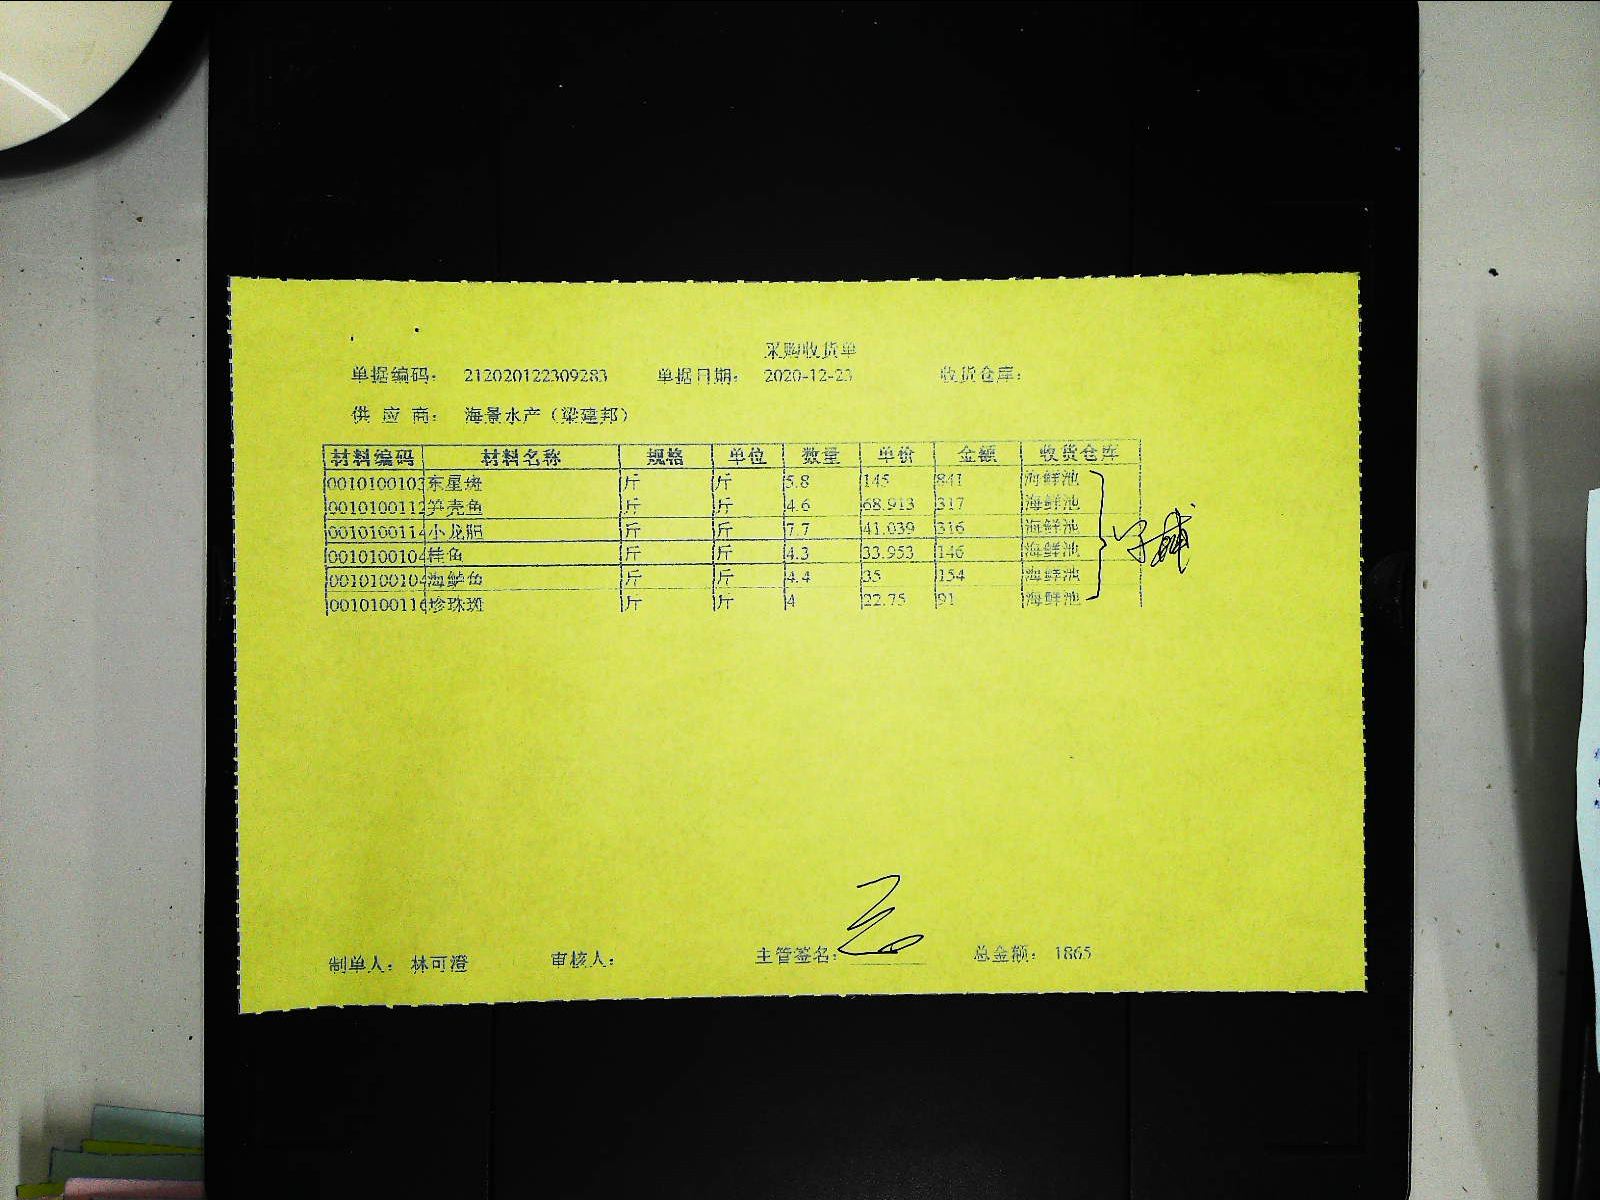 采购收货单
单据编码： 212020122309283 单据日期： 2020-12-23 收货仓库：
供 应 商： 海景水产（梁建邦）
材料编码 材料名称 规格 单位 数量 单价 金额 收货仓库
0010100103 东星斑 斤 斤 5.8 145 841 海鲜池
0010100112 笋壳鱼 斤 斤 4.6 68.913 317 海鲜池
0010100114 小龙胆 斤 斤 7.7 41.039 316 海鲜池
0010100104 桂鱼 斤 斤 4.3 33.953 146 海鲜池
0010100104 海鲈鱼 斤 斤 4.4 35 154 海鲜池
0010100116 珍珠斑 斤 斤 4 22.75 91 海鲜池
制单人： 林可澄 审核人： 主管签名： 总金额： 1865